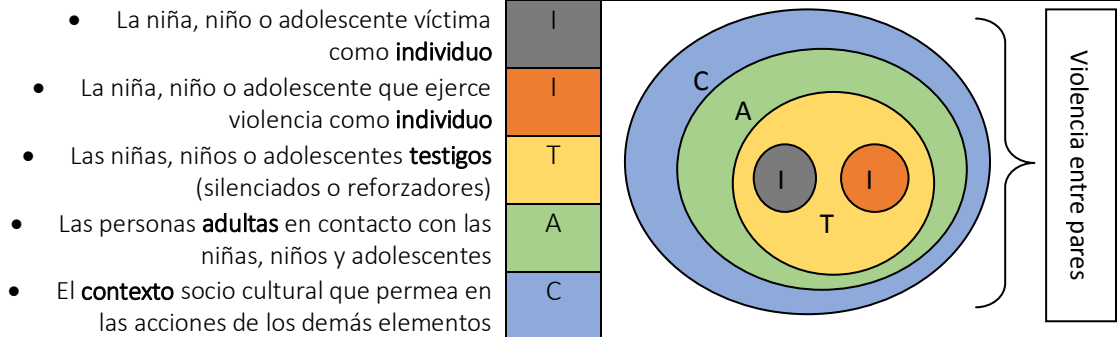 • La niña, niño o adolescente víctima
como individuo
I
• La niña, niño o adolescente que ejerce
violencia como individuo
I
• Las niñas, niños o adolescentes testigos
(silenciados o reforzadores)
T
• Las personas adultas en contacto con las
niñas, niños y adolescentes
A
• El contexto socio cultural que permea en
las acciones de los demás elementos
C
C
A
I
I
T
Violencia entre pares